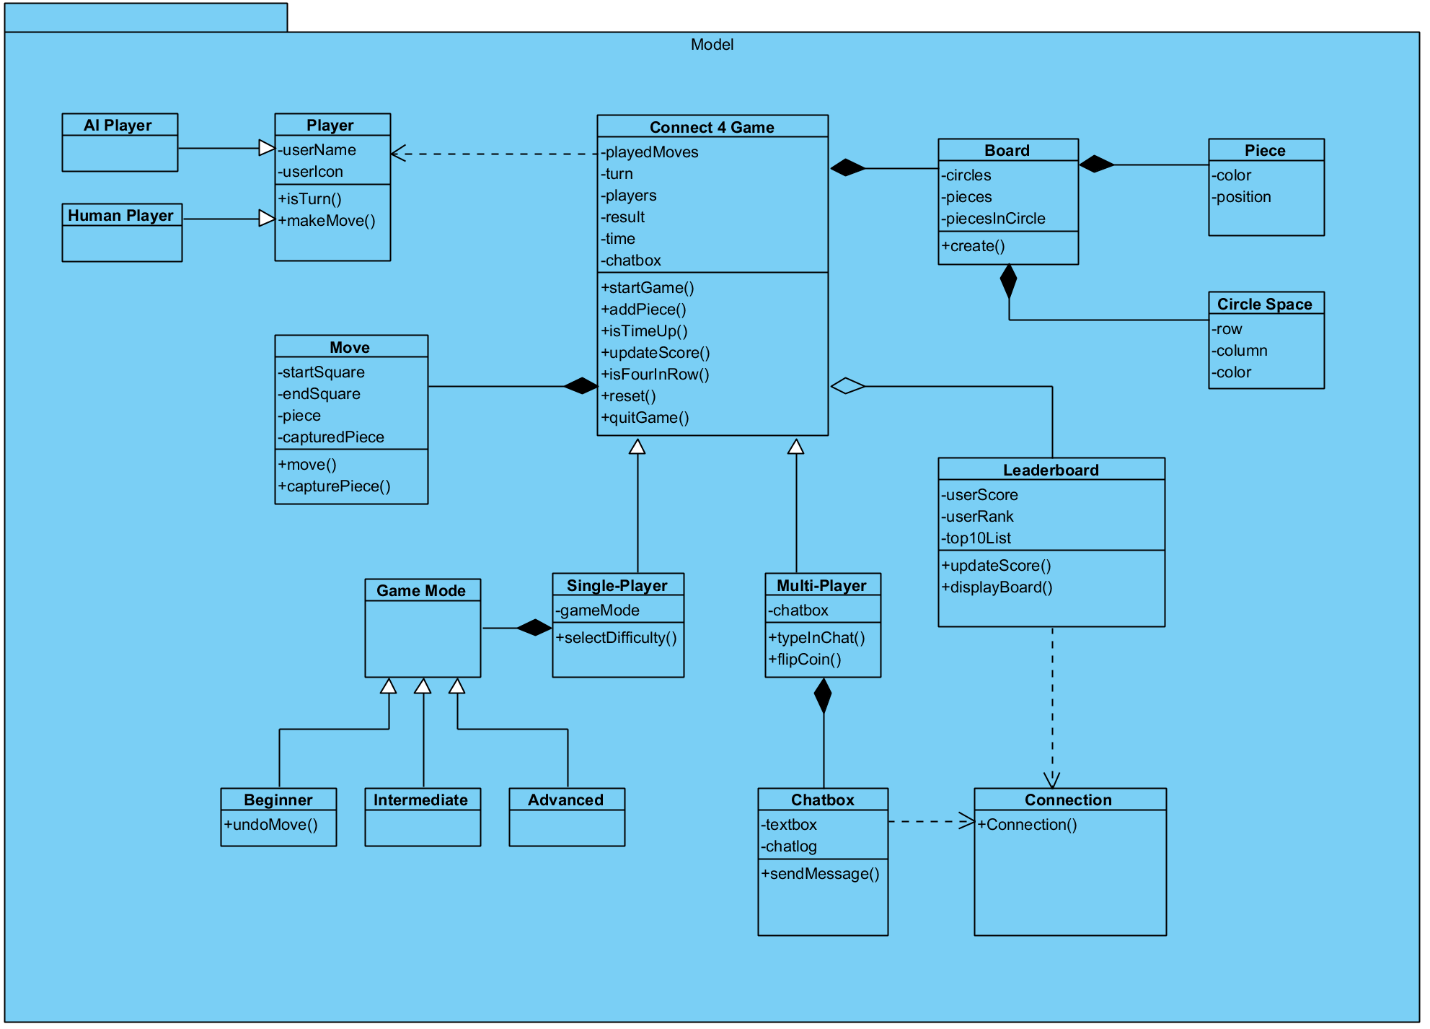 Model
AI Player
Human Player
Player
-userName
-userIcon
+isTurn()
+makeMove()
Connect 4 Game
-playedMoves
-turn
-players
-result
-time
-chatbox
+startGame()
+addPiece()
+isTimeUp()
+updateScore()
+isFourInRow()
+reset()
+quitGame()
Board
-circles
-pieces
-piecesInCircle
+create()
Piece
-color
-position
Circle Space
-row
-column
-color
Move
-startSquare
-endSquare
-piece
-capturedPiece
+move()
+capturePiece()
Leaderboard
-userScore
-userRank
-top10List
+updateScore()
+displayBoard()
Game Mode
Single-Player
-gameMode
+selectDifficulty()
Multi-Player
-chatbox
+typeInChat()
+flipCoin()
Beginner
+undoMove()
Intermediate
Advanced
Chatbox
-textbox
-chatlog
+sendMessage()
Connection
+Connection()